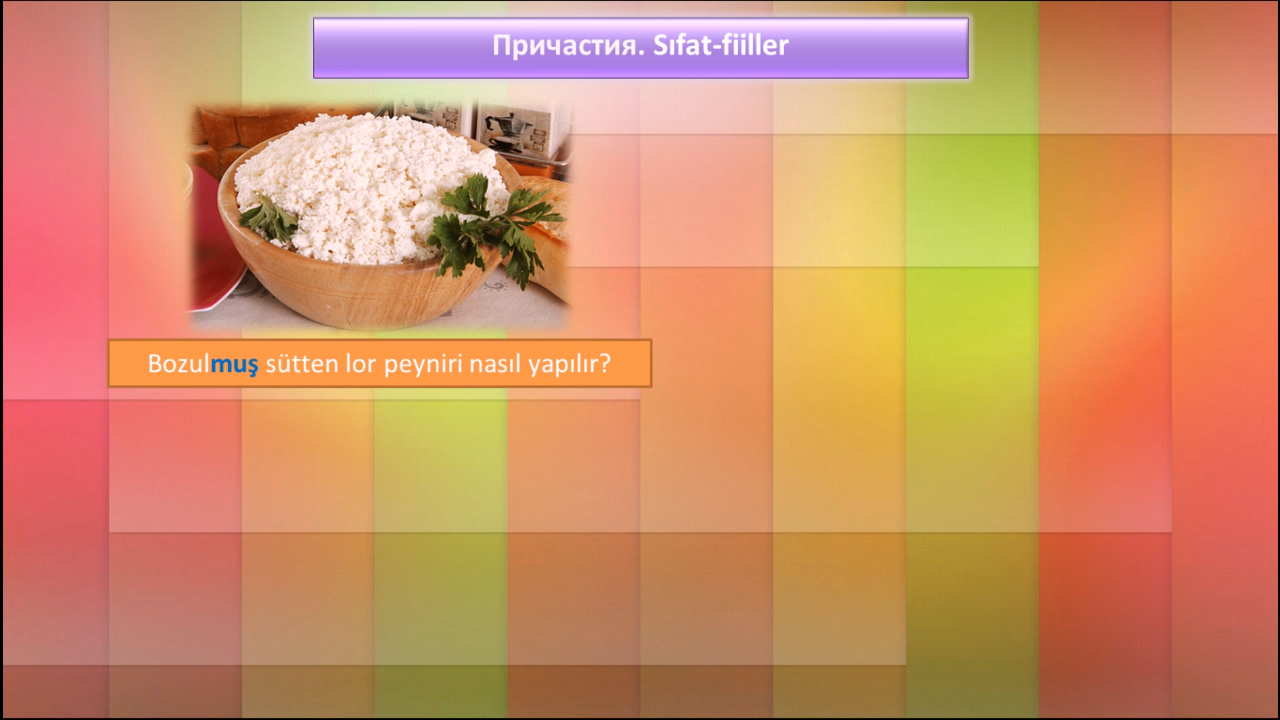 Причастия. Sıfat-fiiller
Bozulmuş sütten lor peyniri nasıl yapılır?